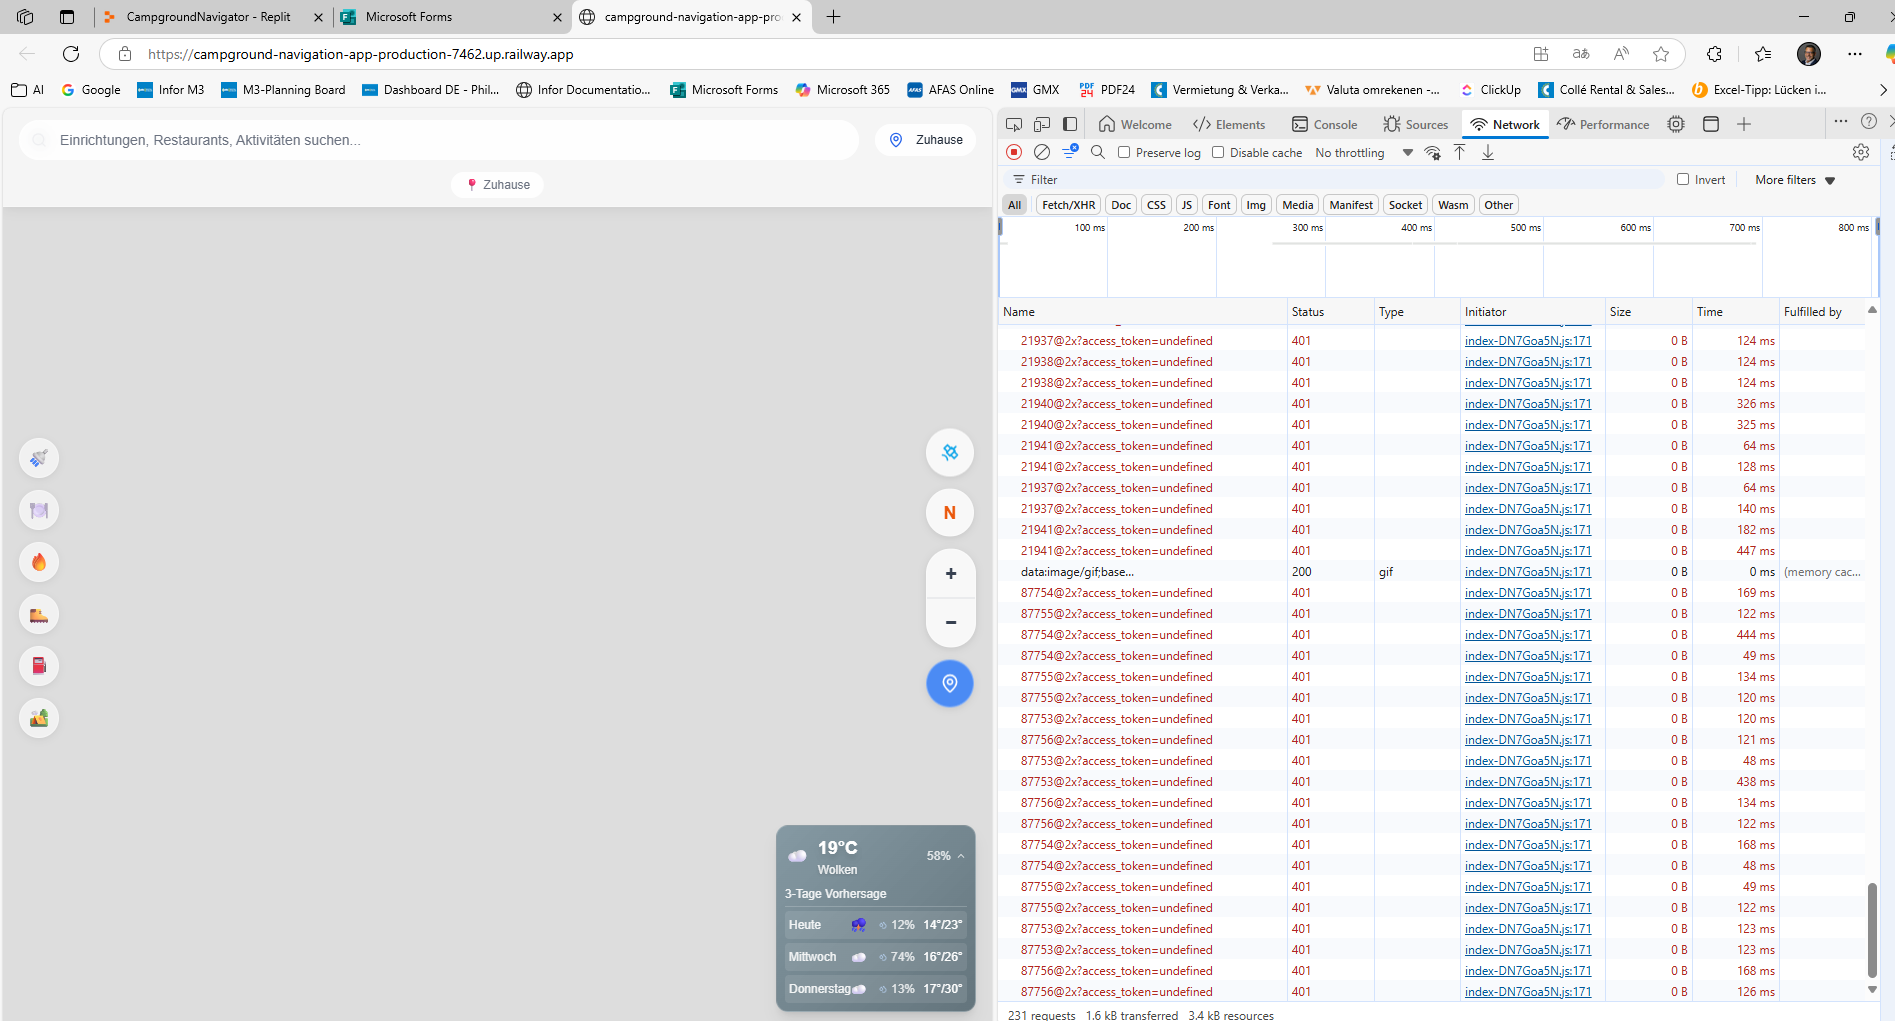 CampgroundNavigator - Replit
Microsoft Forms
campground-navigation-app-pro
https://campground-navigation-app-production-7462.up.railway.app
AI Google Infor M3 M3-Planning Board Dashboard DE - Phil... Infor Documentatio... Microsoft Forms Microsoft 365 AFAS Online GMX PDF24 Vermietung & Verka... Valuta omrekenen -... ClickUp Collé Rental & Sales... Excel-Tipp: Lücken i...
Einrichtungen, Restaurants, Aktivitäten suchen...
Zuhause
Zuhause
N
+
−
19°C
Wolken
58%
3-Tage Vorhersage
Heute 12% 14°/23°
Mittwoch 74% 16°/26°
Donnerstag 13% 17°/30°
Welcome Elements Console Sources Network Performance
Preserve log Disable cache No throttling
Filter Invert More filters
All Fetch/XHR Doc CSS JS Font Img Media Manifest Socket Wasm Other
100 ms 200 ms 300 ms 400 ms 500 ms 600 ms 700 ms 800 ms
Name Status Type Initiator Size Time Fulfilled by
21937@2x?access_token=undefined 401 index-DN7Goa5N.js:171 0 B 124 ms
21938@2x?access_token=undefined 401 index-DN7Goa5N.js:171 0 B 124 ms
21938@2x?access_token=undefined 401 index-DN7Goa5N.js:171 0 B 124 ms
21940@2x?access_token=undefined 401 index-DN7Goa5N.js:171 0 B 326 ms
21940@2x?access_token=undefined 401 index-DN7Goa5N.js:171 0 B 325 ms
21941@2x?access_token=undefined 401 index-DN7Goa5N.js:171 0 B 64 ms
21941@2x?access_token=undefined 401 index-DN7Goa5N.js:171 0 B 128 ms
21937@2x?access_token=undefined 401 index-DN7Goa5N.js:171 0 B 64 ms
21937@2x?access_token=undefined 401 index-DN7Goa5N.js:171 0 B 140 ms
21941@2x?access_token=undefined 401 index-DN7Goa5N.js:171 0 B 182 ms
21941@2x?access_token=undefined 401 index-DN7Goa5N.js:171 0 B 447 ms
data:image/gif;base... 200 gif index-DN7Goa5N.js:171 0 B 0 ms (memory cac...
87754@2x?access_token=undefined 401 index-DN7Goa5N.js:171 0 B 169 ms
87755@2x?access_token=undefined 401 index-DN7Goa5N.js:171 0 B 122 ms
87754@2x?access_token=undefined 401 index-DN7Goa5N.js:171 0 B 444 ms
87754@2x?access_token=undefined 401 index-DN7Goa5N.js:171 0 B 49 ms
87755@2x?access_token=undefined 401 index-DN7Goa5N.js:171 0 B 134 ms
87755@2x?access_token=undefined 401 index-DN7Goa5N.js:171 0 B 120 ms
87753@2x?access_token=undefined 401 index-DN7Goa5N.js:171 0 B 120 ms
87756@2x?access_token=undefined 401 index-DN7Goa5N.js:171 0 B 121 ms
87753@2x?access_token=undefined 401 index-DN7Goa5N.js:171 0 B 48 ms
87753@2x?access_token=undefined 401 index-DN7Goa5N.js:171 0 B 438 ms
87756@2x?access_token=undefined 401 index-DN7Goa5N.js:171 0 B 134 ms
87756@2x?access_token=undefined 401 index-DN7Goa5N.js:171 0 B 122 ms
87754@2x?access_token=undefined 401 index-DN7Goa5N.js:171 0 B 168 ms
87754@2x?access_token=undefined 401 index-DN7Goa5N.js:171 0 B 48 ms
87755@2x?access_token=undefined 401 index-DN7Goa5N.js:171 0 B 49 ms
87755@2x?access_token=undefined 401 index-DN7Goa5N.js:171 0 B 122 ms
87753@2x?access_token=undefined 401 index-DN7Goa5N.js:171 0 B 123 ms
87753@2x?access_token=undefined 401 index-DN7Goa5N.js:171 0 B 123 ms
87756@2x?access_token=undefined 401 index-DN7Goa5N.js:171 0 B 168 ms
87756@2x?access_token=undefined 401 index-DN7Goa5N.js:171 0 B 126 ms
231 requests 1.6 kB transferred 3.4 kB resources